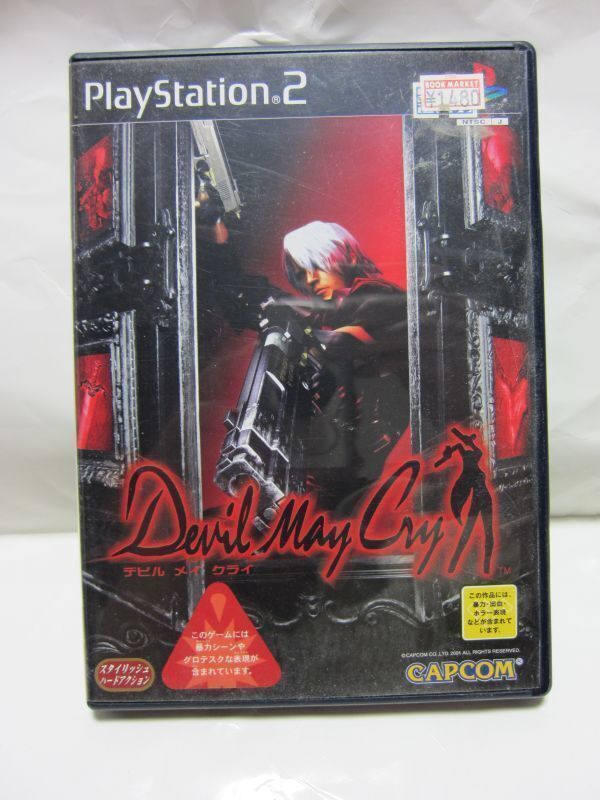 PlayStation®2
BOOK MARKET
¥1480
NTSC J
Devil May Cry
TM
デビル メイ クライ
このゲームには
暴力シーンや
グロテスクな表現が
含まれています。
この作品には、
暴力・出血・
ホラー表現
などが含まれて
います。
スタイリッシュ
ハードアクション
©CAPCOM CO., LTD. 2001 ALL RIGHTS RESERVED.
CAPCOM®